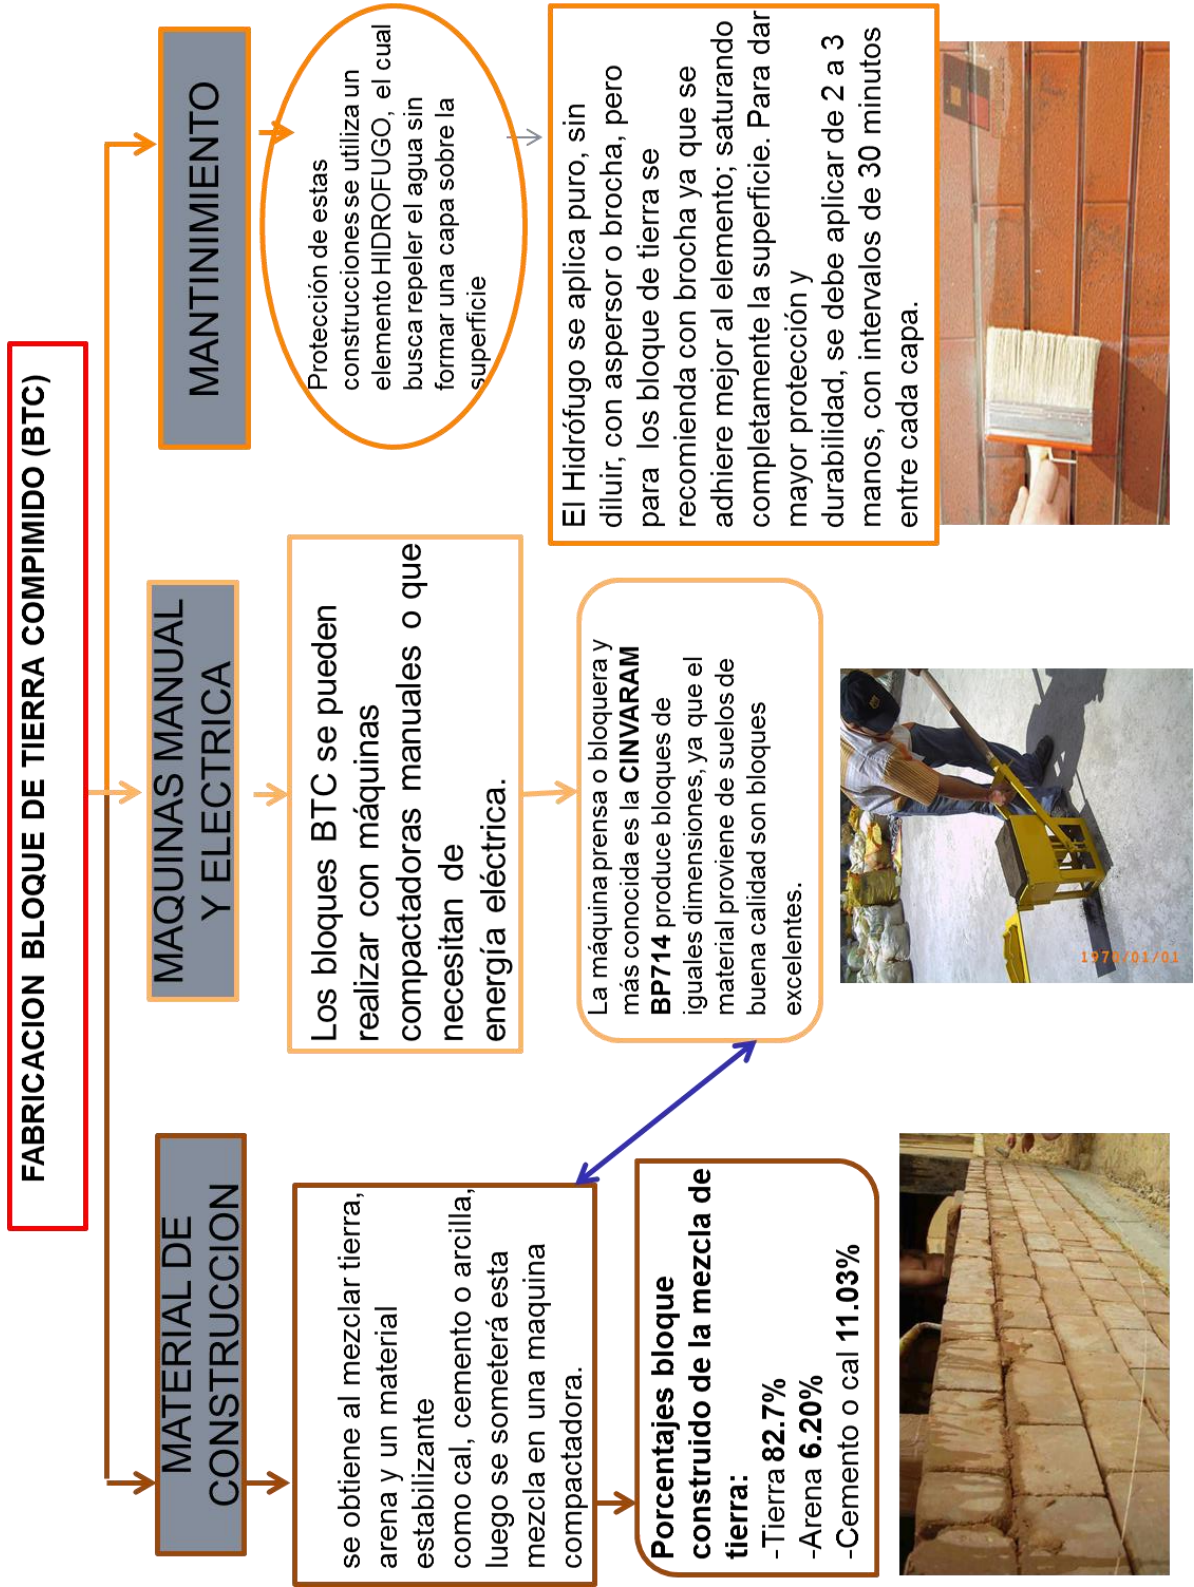 FABRICACION BLOQUE DE TIERRA COMPIMIDO (BTC)
MATERIAL DE
CONSTRUCCION
se obtiene al mezclar tierra,
arena y un material
estabilizante
como cal, cemento o arcilla,
luego se someterá esta
mezcla en una maquina
compactadora.
Porcentajes bloque
construido de la mezcla de
tierra:
-Tierra 82.7%
-Arena 6.20%
-Cemento o cal 11.03%
MAQUINAS MANUAL
Y ELECTRICA
Los bloques BTC se pueden
realizar con máquinas
compactadoras manuales o que
necesitan de
energía eléctrica.
La máquina prensa o bloquera y
más conocida es la CINVARAM
BP714 produce bloques de
iguales dimensiones, ya que el
material proviene de suelos de
buena calidad son bloques
excelentes.
1970/01/01
MANTINIMIENTO
Protección de estas
construcciones se utiliza un
elemento HIDROFUGO, el cual
busca repeler el agua sin
formar una capa sobre la
superficie
El Hidrófugo se aplica puro, sin
diluir, con aspersor o brocha, pero
para los bloque de tierra se
recomienda con brocha ya que se
adhiere mejor al elemento; saturando
completamente la superficie. Para dar
mayor protección y
durabilidad, se debe aplicar de 2 a 3
manos, con intervalos de 30 minutos
entre cada capa.